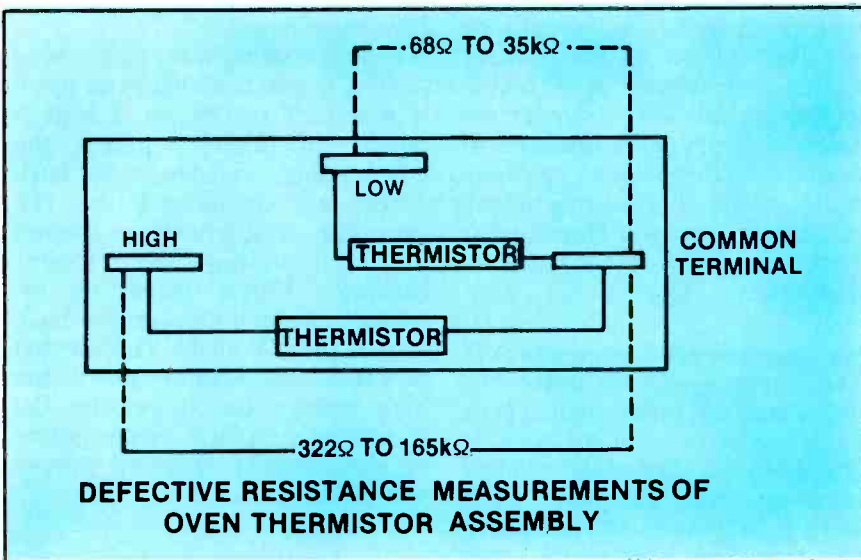 68Ω TO 35kΩ
LOW
HIGH
THERMISTOR
COMMON
TERMINAL
THERMISTOR
322Ω TO 165kΩ
DEFECTIVE RESISTANCE MEASUREMENTS OF
OVEN THERMISTOR ASSEMBLY